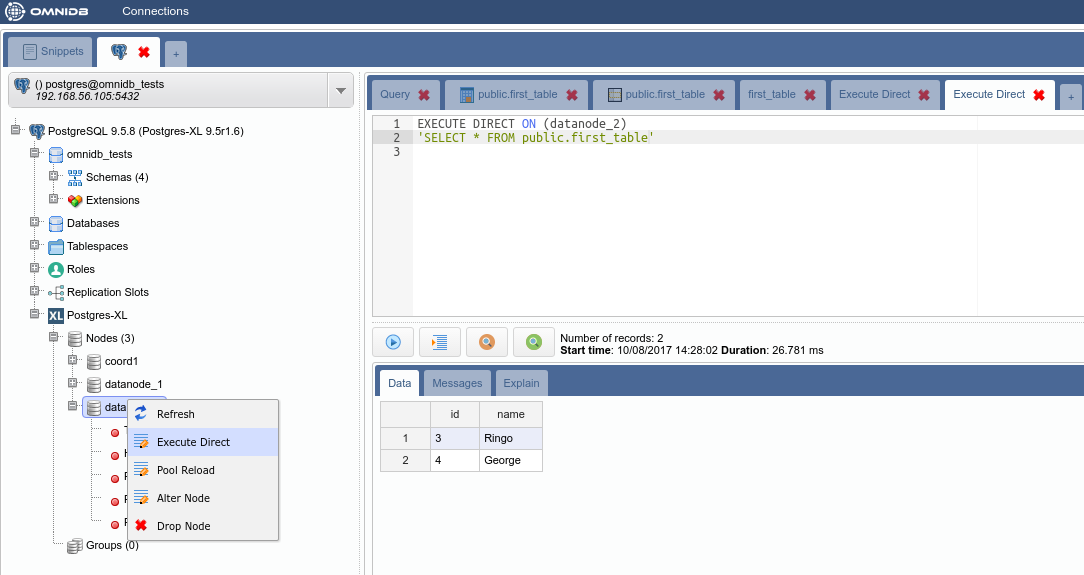 OMNIDB Connections
Snippets
+
() postgres@omnidb_tests
192.168.56.105:5432
PostgreSQL 9.5.8 (Postgres-XL 9.5r1.6)
omnidb_tests
Schemas (4)
Extensions
Databases
Tablespaces
Roles
Replication Slots
XL Postgres-XL
Nodes (3)
coord1
datanode_1
data
Refresh
Execute Direct
Pool Reload
Alter Node
Drop Node
Groups (0)
Query public.first_table public.first_table first_table Execute Direct Execute Direct +
1 EXECUTE DIRECT ON (datanode_2)
2 'SELECT * FROM public.first_table'
3
Number of records: 2
Start time: 10/08/2017 14:28:02 Duration: 26.781 ms
Data Messages Explain
id name
1 3 Ringo
2 4 George